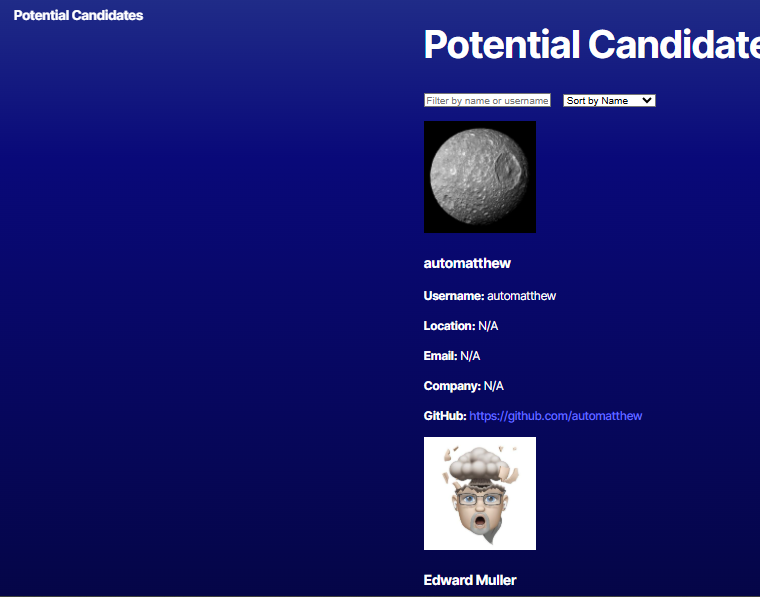 Potential Candidates
Potential Candidate
Filter by name or username
Sort by Name
automatthew
Username: automatthew
Location: N/A
Email: N/A
Company: N/A
GitHub: https://github.com/automatthew
Edward Muller